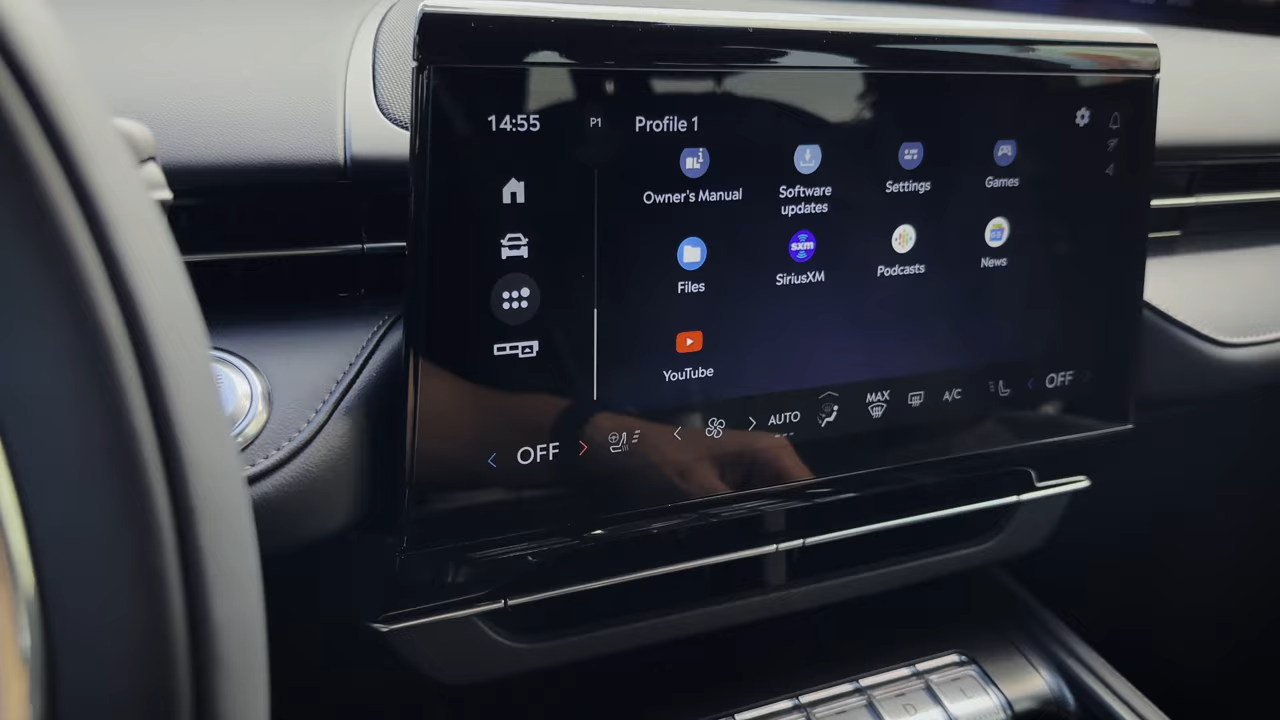 14:55
P1
Profile 1
Owner's Manual
Software
updates
Settings
Games
Files
SiriusXM
sxm
Podcasts
News
YouTube
OFF
AUTO
MAX
A/C
OFF
D
L